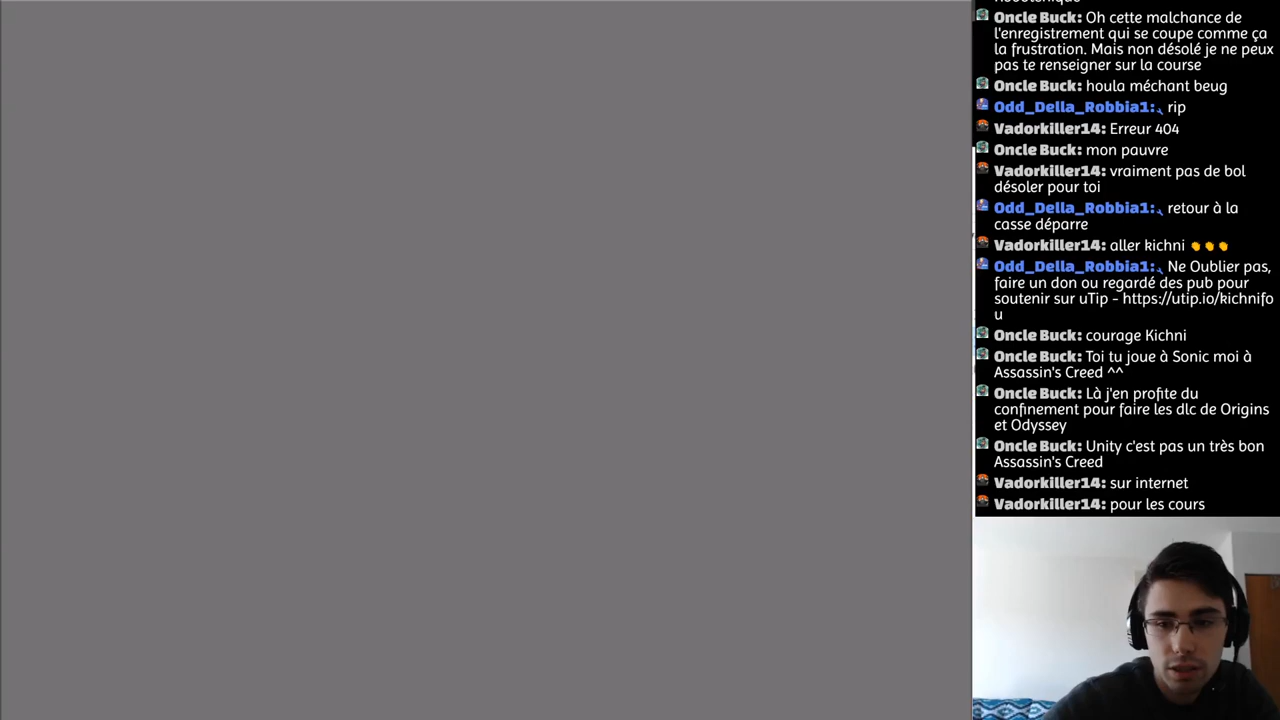 Oncle Buck: Oh cette malchance de
l'enregistrement qui se coupe comme ça
la frustration. Mais non désolé je ne peux
pas te renseigner sur la course
Oncle Buck: houla méchant beug
Odd_Della_Robbia1: rip
Vadorkiller14: Erreur 404
Oncle Buck: mon pauvre
Vadorkiller14: vraiment pas de bol
désoler pour toi
Odd_Della_Robbia1: retour à la
casse déparre
Vadorkiller14: aller kichni 👏👏👏
Odd_Della_Robbia1: Ne Oublier pas,
faire un don ou regardé des pub pour
soutenir sur uTip - https://utip.io/kichnifo
u
Oncle Buck: courage Kichni
Oncle Buck: Toi tu joue à Sonic moi à
Assassin's Creed ^^
Oncle Buck: Là j'en profite du
confinement pour faire les dlc de Origins
et Odyssey
Oncle Buck: Unity c'est pas un très bon
Assassin's Creed
Vadorkiller14: sur internet
Vadorkiller14: pour les cours